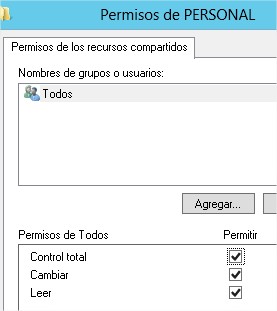 Permisos de PERSONAL
Permisos de los recursos compartidos
Nombres de grupos o usuarios:
Todos
Agregar...
Permisos de Todos Permitir
Control total
Cambiar
Leer